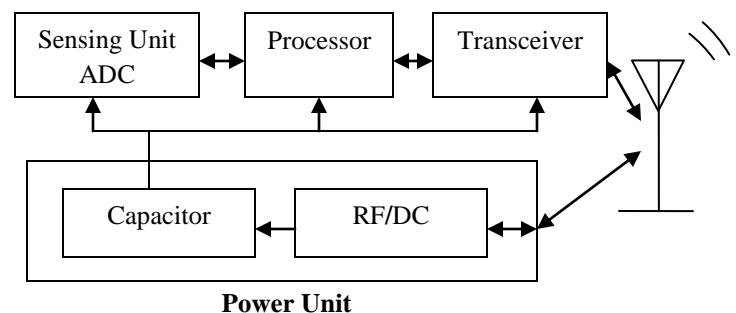 Sensing Unit
ADC
Processor
Transceiver
Capacitor
RF/DC
Power Unit